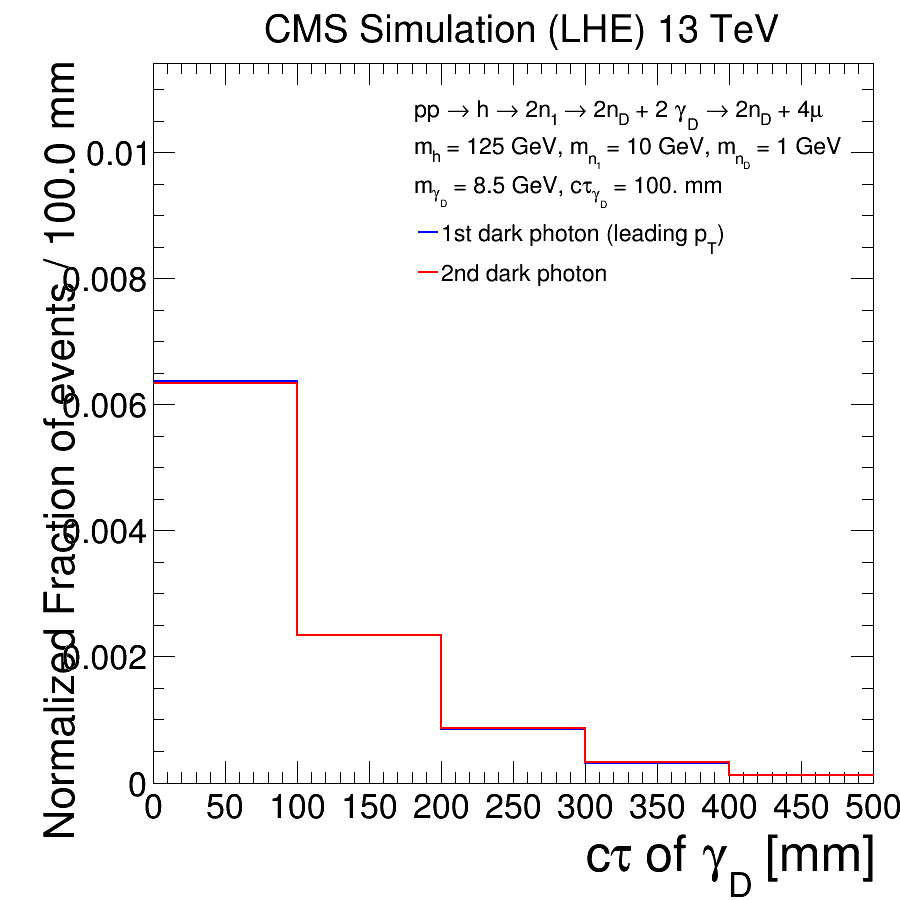 CMS Simulation (LHE) 13 TeV
pp → h → 2n1 → 2nD + 2 γD → 2nD + 4μ
mh = 125 GeV, mn1 = 10 GeV, mnD = 1 GeV
mγD = 8.5 GeV, cτγD = 100. mm
1st dark photon (leading pT)
2nd dark photon
Normalized Fraction of events / 100.0 mm
0.01
0.008
0.006
0.004
0.002
0
0 50 100 150 200 250 300 350 400 450 500
cτ of γD [mm]